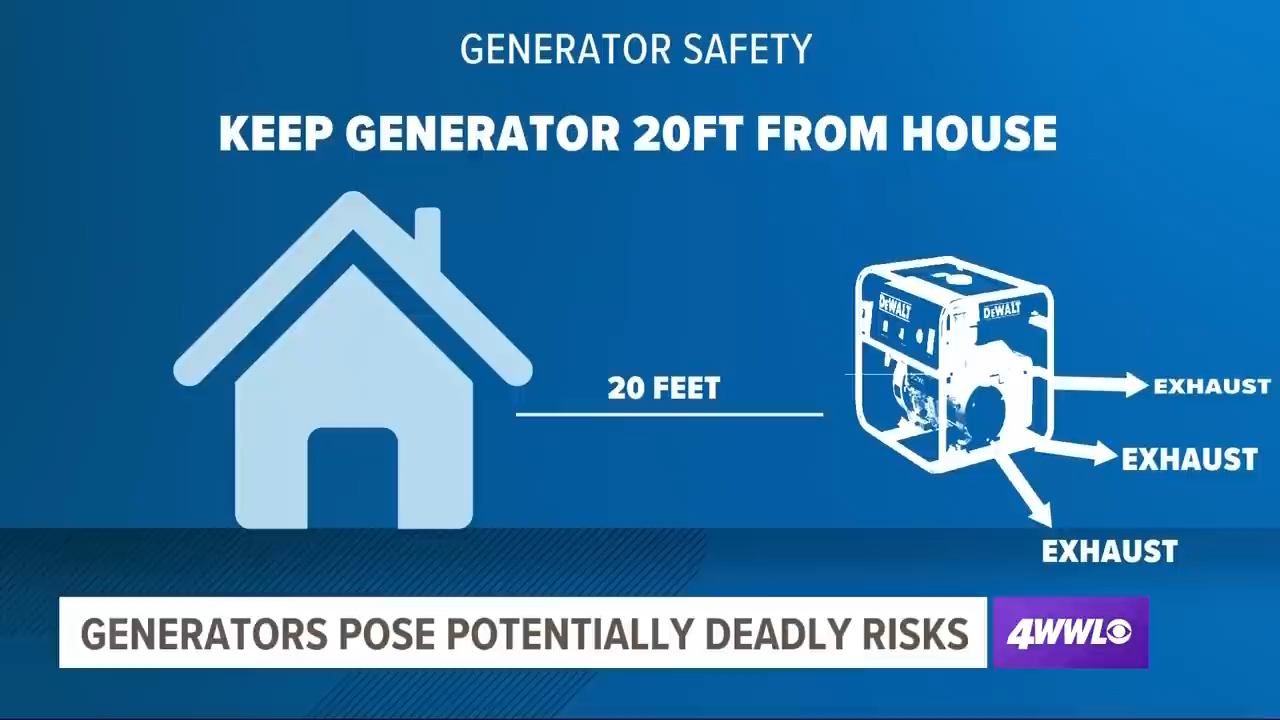 GENERATOR SAFETY
KEEP GENERATOR 20FT FROM HOUSE
DEWALT
DEWALT
20 FEET
EXHAUST
EXHAUST
EXHAUST
GENERATORS POSE POTENTIALLY DEADLY RISKS
4WWL